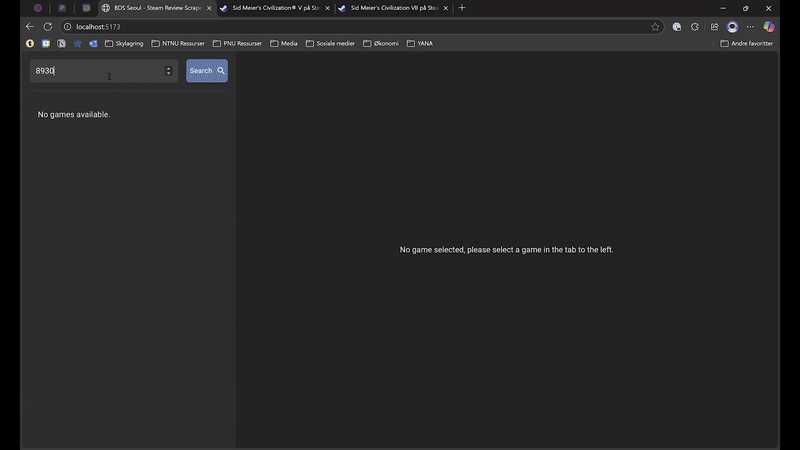 BDS Seoul - Steam Review Scrape
Sid Meier's Civilization® V på Ste
Sid Meier's Civilization VII på Stea
localhost:5173
Skylagring
NTNU Ressurser
PNU Ressurser
Media
Sosiale medier
Økonomi
YANA
Andre favoritter
8930
Search
No games available.
No game selected, please select a game in the tab to the left.